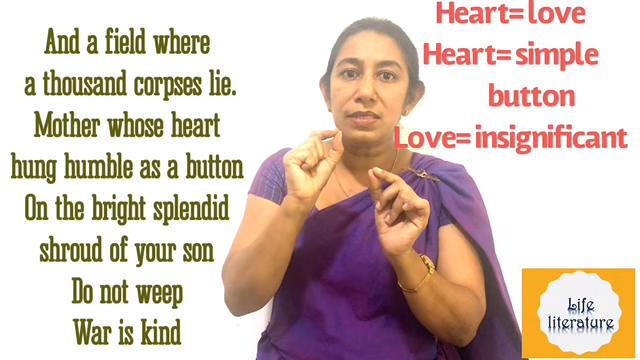 And a field where
a thousand corpses lie.
Mother whose heart
hung humble as a button
On the bright splendid
shroud of your son
Do not weep
War is kind
Heart= love
Heart= simple
button
Love= insignificant
Life
literature